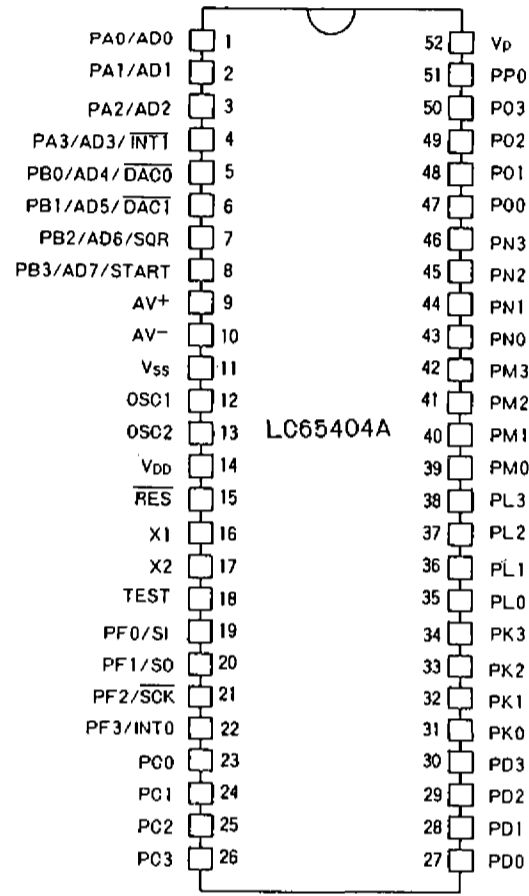 PA0/AD0 1 52 Vp
PA1/AD1 2 51 PP0
PA2/AD2 3 50 PO3
PA3/AD3/INT1 4 49 PO2
PB0/AD4/DAC0 5 48 PO1
PB1/AD5/DAC1 6 47 PO0
PB2/AD6/SQR 7 46 PN3
PB3/AD7/START 8 45 PN2
AV+ 9 44 PN1
AV- 10 43 PN0
Vss 11 42 PM3
OSC1 12 41 PM2
OSC2 13 LC65404A 40 PM1
VDD 14 39 PM0
RES 15 38 PL3
X1 16 37 PL2
X2 17 36 PL1
TEST 18 35 PL0
PF0/SI 19 34 PK3
PF1/SO 20 33 PK2
PF2/SCK 21 32 PK1
PF3/INT0 22 31 PK0
PC0 23 30 PD3
PC1 24 29 PD2
PC2 25 28 PD1
PC3 26 27 PD0